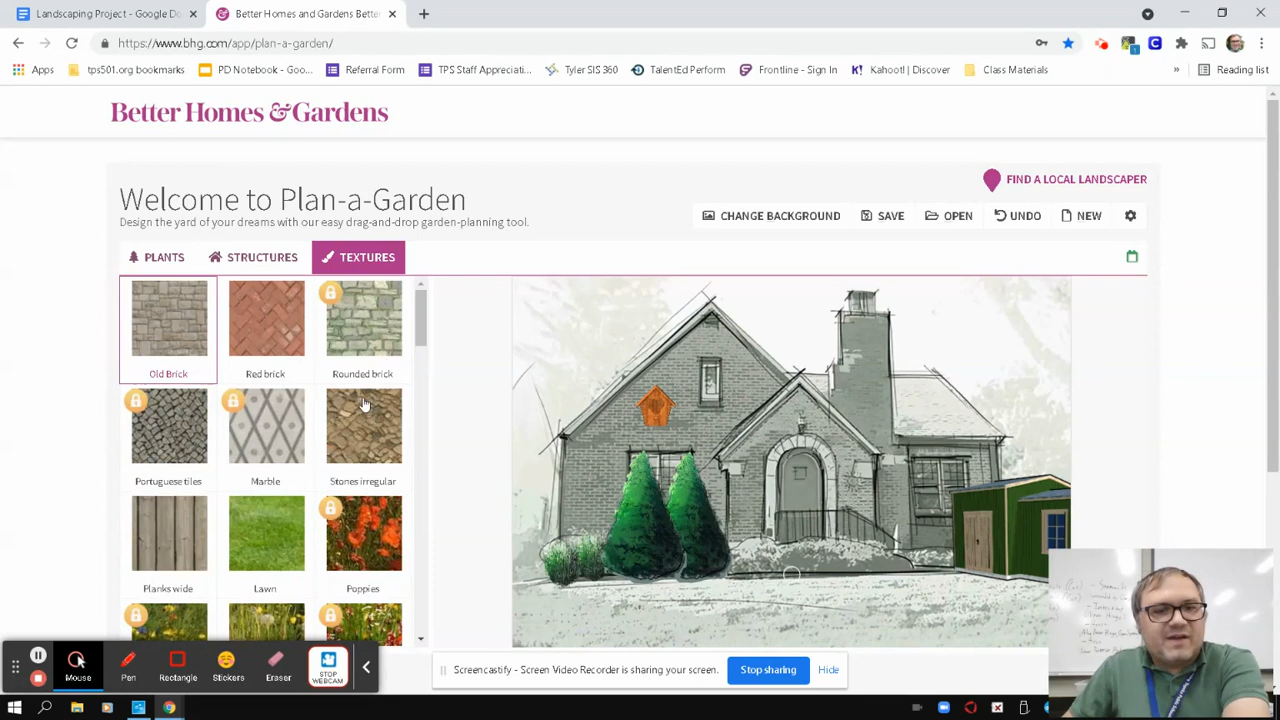 Landscaping Project - Google Do
Better Homes and Gardens Better
https://www.bhg.com/app/plan-a-garden/
Apps
tps501.org bookmarks
PD Notebook - Goo...
Referral Form
TPS Staff Appreciati...
Tyler SIS 360
TalentEd Perform
Frontline - Sign In
Kahoot! | Discover
Class Materials
»
Reading list
Better Homes & Gardens
FIND A LOCAL LANDSCAPER
Welcome to Plan-a-Garden
Design the yard of your dreams with our easy drag-and-drop garden-planning tool.
CHANGE BACKGROUND
SAVE
OPEN
UNDO
NEW
PLANTS
STRUCTURES
TEXTURES
Old Brick
Red brick
Rounded brick
Portuguese tiles
Marble
Stones irregular
Planks wide
Lawn
Poppies
Mouse
Pen
Rectangle
Stickers
Eraser
STOP
WEBCAM
Screencastify - Screen Video Recorder is sharing your screen.
Stop sharing
Hide